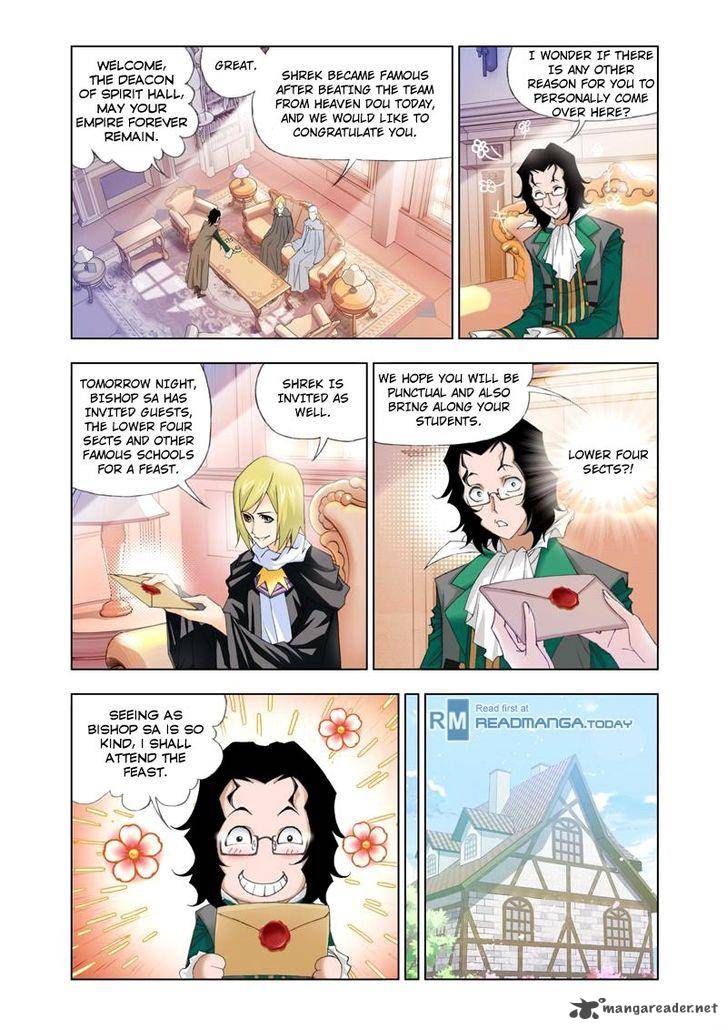 WELCOME,
THE DEACON
OF SPIRIT HALL,
MAY YOUR
EMPIRE FOREVER
REMAIN.
GREAT.
SHREK BECAME FAMOUS
AFTER BEATING THE TEAM
FROM HEAVEN DOU TODAY,
AND WE WOULD LIKE TO
CONGRATULATE YOU.
I WONDER IF THERE
IS ANY OTHER
REASON FOR YOU TO
PERSONALLY COME
OVER HERE?
TOMORROW NIGHT,
BISHOP SA HAS
INVITED GUESTS,
THE LOWER FOUR
SECTS AND OTHER
FAMOUS SCHOOLS
FOR A FEAST.
SHREK IS
INVITED AS
WELL.
WE HOPE YOU WILL BE
PUNCTUAL AND ALSO
BRING ALONG YOUR
STUDENTS.
LOWER FOUR
SECTS?!
SEEING AS
BISHOP SA IS SO
KIND, I SHALL
ATTEND THE
FEAST.
RM
Read first at
READMANGA.TODAY
mangareader.net